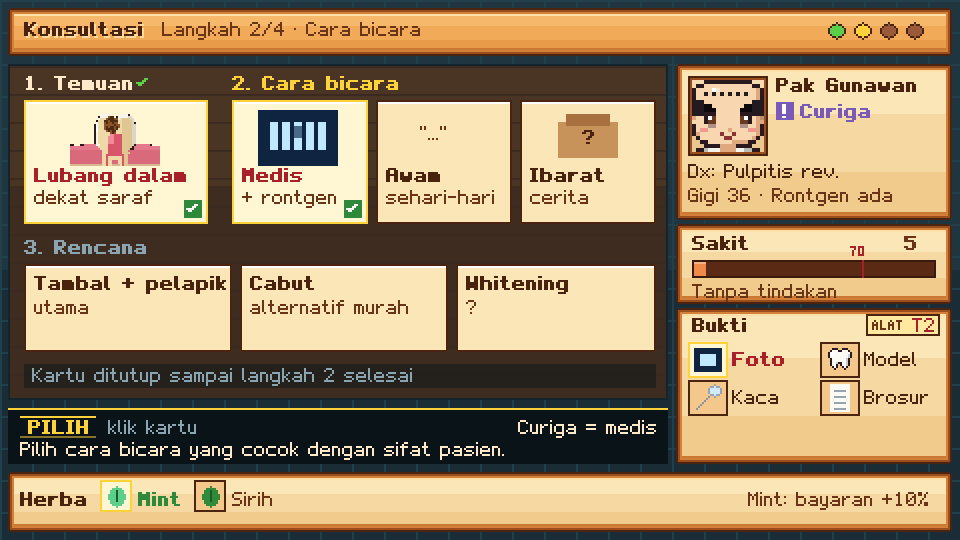 Konsultasi Langkah 2/4 · Cara bicara
1. Temuan
2. Cara bicara
Lubang dalam
dekat saraf
Medis
+ rontgen
"..."
Awam
sehari-hari
?
Ibarat
cerita
3. Rencana
Tambal + pelapik
utama
Cabut
alternatif murah
Whitening
?
Kartu ditutup sampai langkah 2 selesai
PILIH klik kartu
Curiga = medis
Pilih cara bicara yang cocok dengan sifat pasien.
Pak Gunawan
! Curiga
Dx: Pulpitis rev.
Gigi 36 · Rontgen ada
Sakit 5
70
Tanpa tindakan
Bukti
ALAT T2
Foto
Model
Kaca
Brosur
Herba Mint Sirih
Mint: bayaran +10%